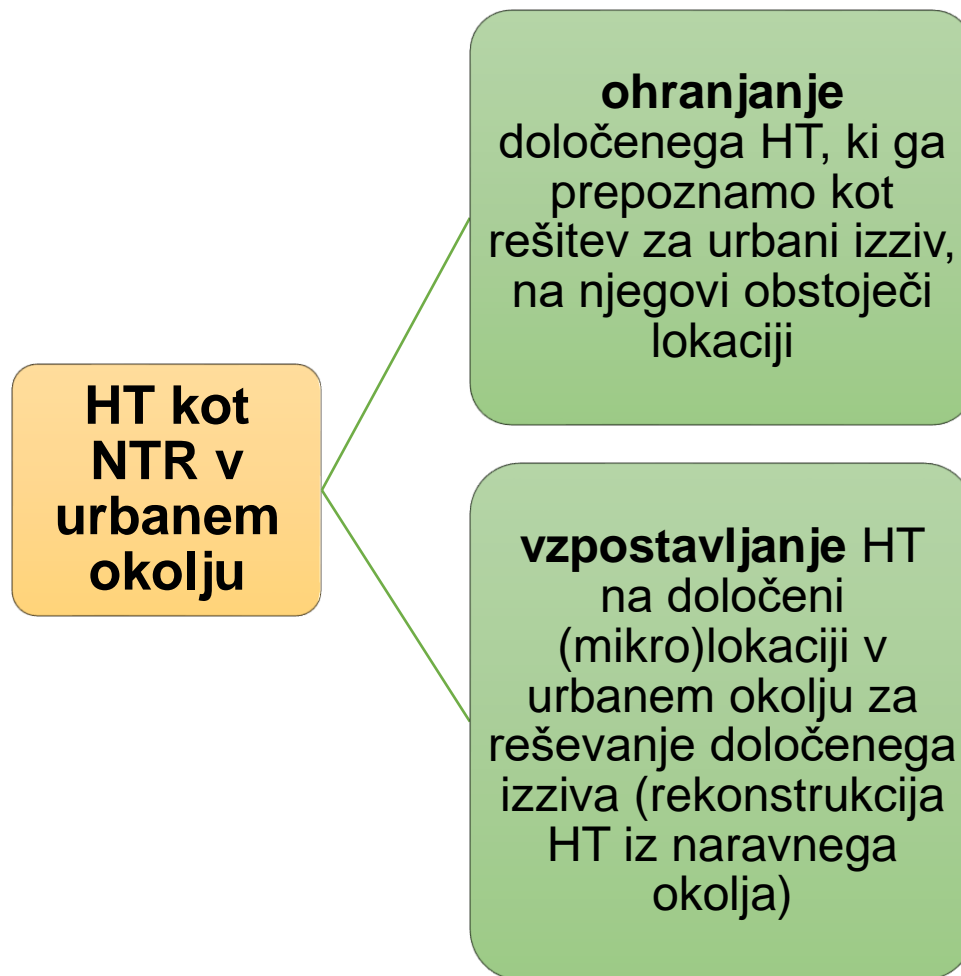 ohranjanje
določenega HT, ki ga
prepoznamo kot
rešitev za urbani izziv,
na njegovi obstoječi
lokaciji
HT kot
NTR v
urbanem
okolju
vzpostavljanje HT
na določeni
(mikro)lokaciji v
urbanem okolju za
reševanje določenega
izziva (rekonstrukcija
HT iz naravnega
okolja)